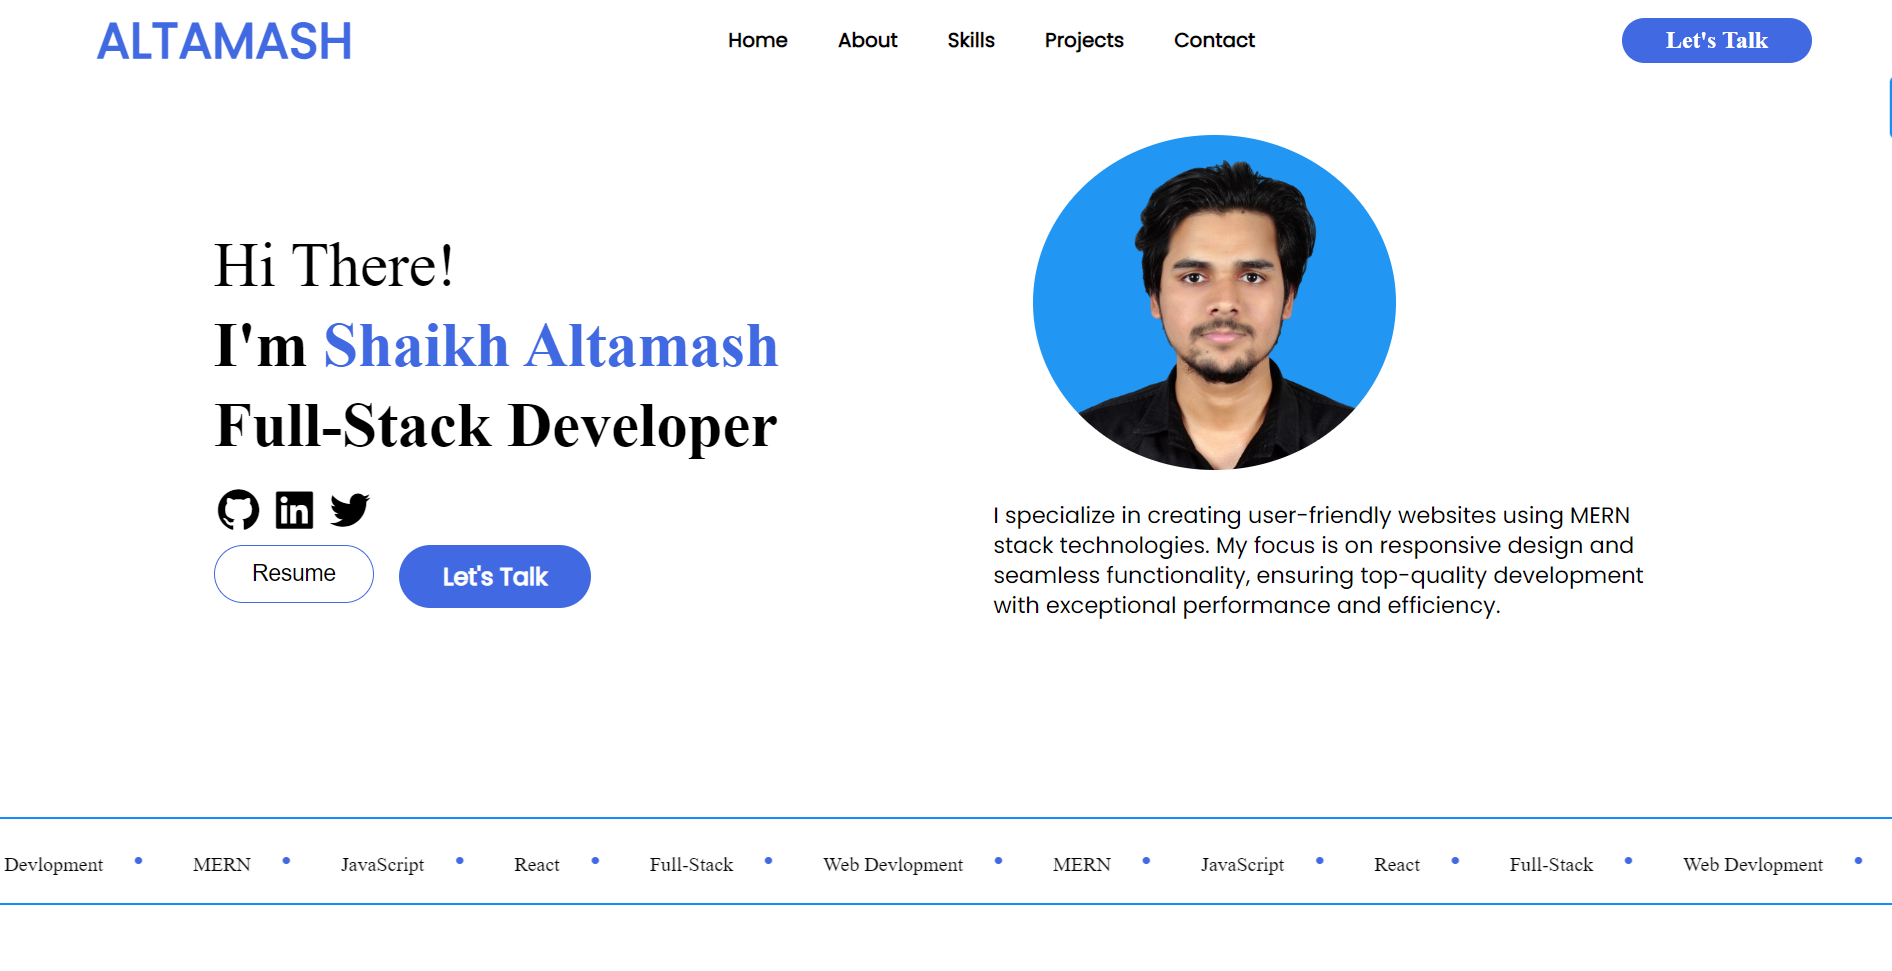 ALTAMASH
Home About Skills Projects Contact
Let's Talk
Hi There!
I'm Shaikh Altamash
Full-Stack Developer
in
Resume
Let's Talk
I specialize in creating user-friendly websites using MERN
stack technologies. My focus is on responsive design and
seamless functionality, ensuring top-quality development
with exceptional performance and efficiency.
Devlopment • MERN • JavaScript • React • Full-Stack • Web Devlopment • MERN • JavaScript • React • Full-Stack • Web Devlopment •